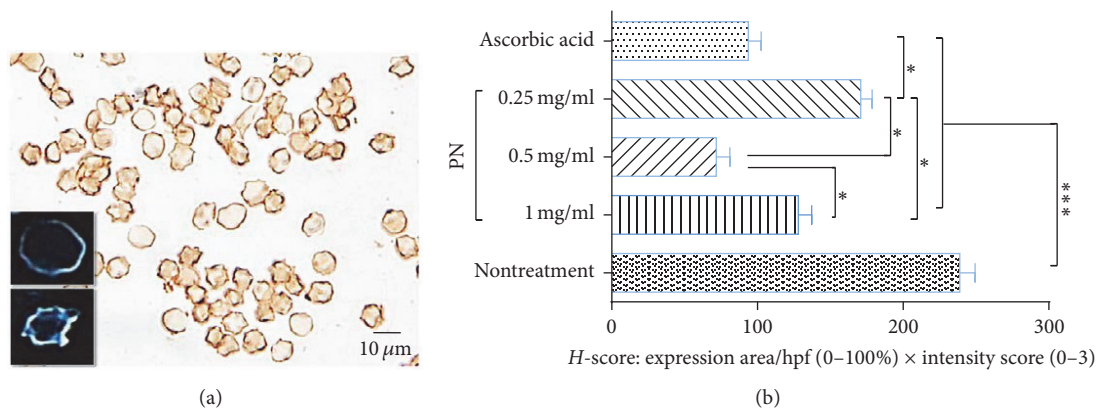 10 μm
(a)
Ascorbic acid
0.25 mg/ml
0.5 mg/ml
1 mg/ml
Nontreatment
PN
*
*
*
*
***
0
100
200
300
H-score: expression area/hpf (0–100%) × intensity score (0–3)
(b)